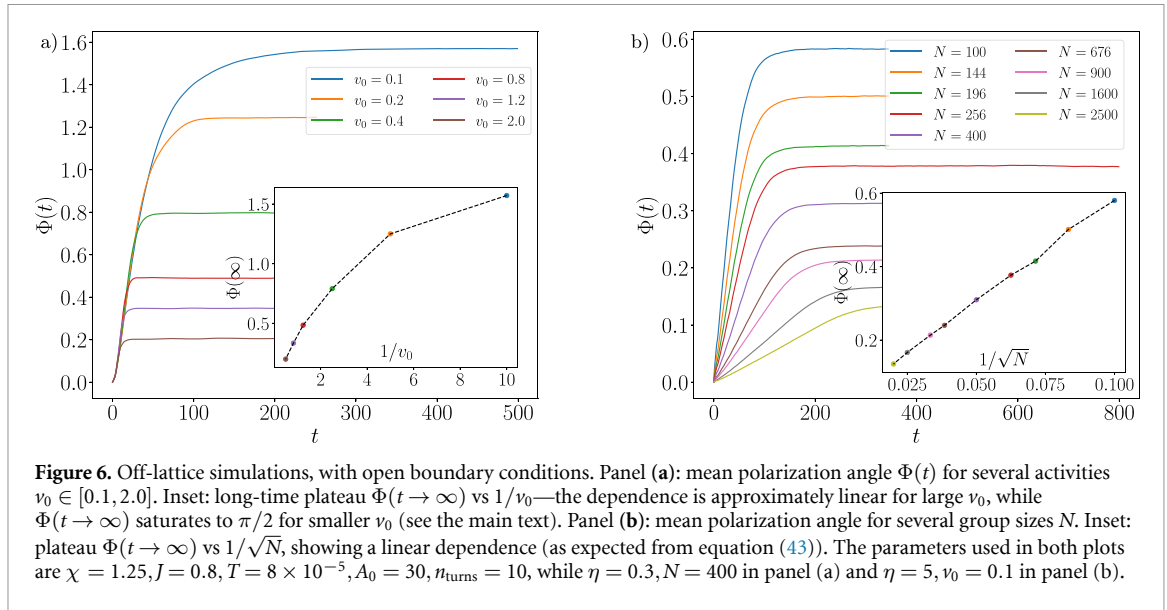 a)
1.6
1.4
1.2
1.0
0.8
0.6
0.4
0.2
0.0
Φ(t)
v₀ = 0.1
v₀ = 0.2
v₀ = 0.4
v₀ = 0.8
v₀ = 1.2
v₀ = 2.0
1.5
1.0
0.5
Φ(∞)
1/v₀
2 4 6 8 10
0 100 200 300 400 500
t
b)
0.6
0.5
0.4
0.3
0.2
0.1
0.0
Φ(t)
N = 100
N = 144
N = 196
N = 256
N = 400
N = 676
N = 900
N = 1600
N = 2500
0.6
0.4
0.2
Φ(∞)
1/√N
0.025 0.050 0.075 0.100
0 200 400 600 800
t
Figure 6. Off-lattice simulations, with open boundary conditions. Panel (a): mean polarization angle Φ(t) for several activities
v₀ ∈ [0.1, 2.0]. Inset: long-time plateau Φ(t → ∞) vs 1/v₀—the dependence is approximately linear for large v₀, while
Φ(t → ∞) saturates to π/2 for smaller v₀ (see the main text). Panel (b): mean polarization angle for several group sizes N. Inset:
plateau Φ(t → ∞) vs 1/√N, showing a linear dependence (as expected from equation (43)). The parameters used in both plots
are χ = 1.25, J = 0.8, T = 8 × 10⁻⁵, A₀ = 30, n_turns = 10, while η = 0.3, N = 400 in panel (a) and η = 5, v₀ = 0.1 in panel (b).